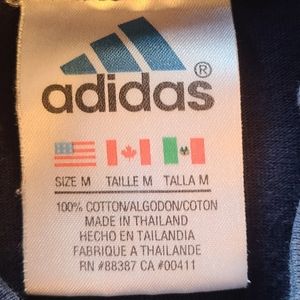 adidas®
SIZE M TAILLE M TALLA M
100% COTTON/ALGODON/COTON
MADE IN THAILAND
HECHO EN TAILANDIA
FABRIQUE A THAILANDE
RN #88387 CA #00411